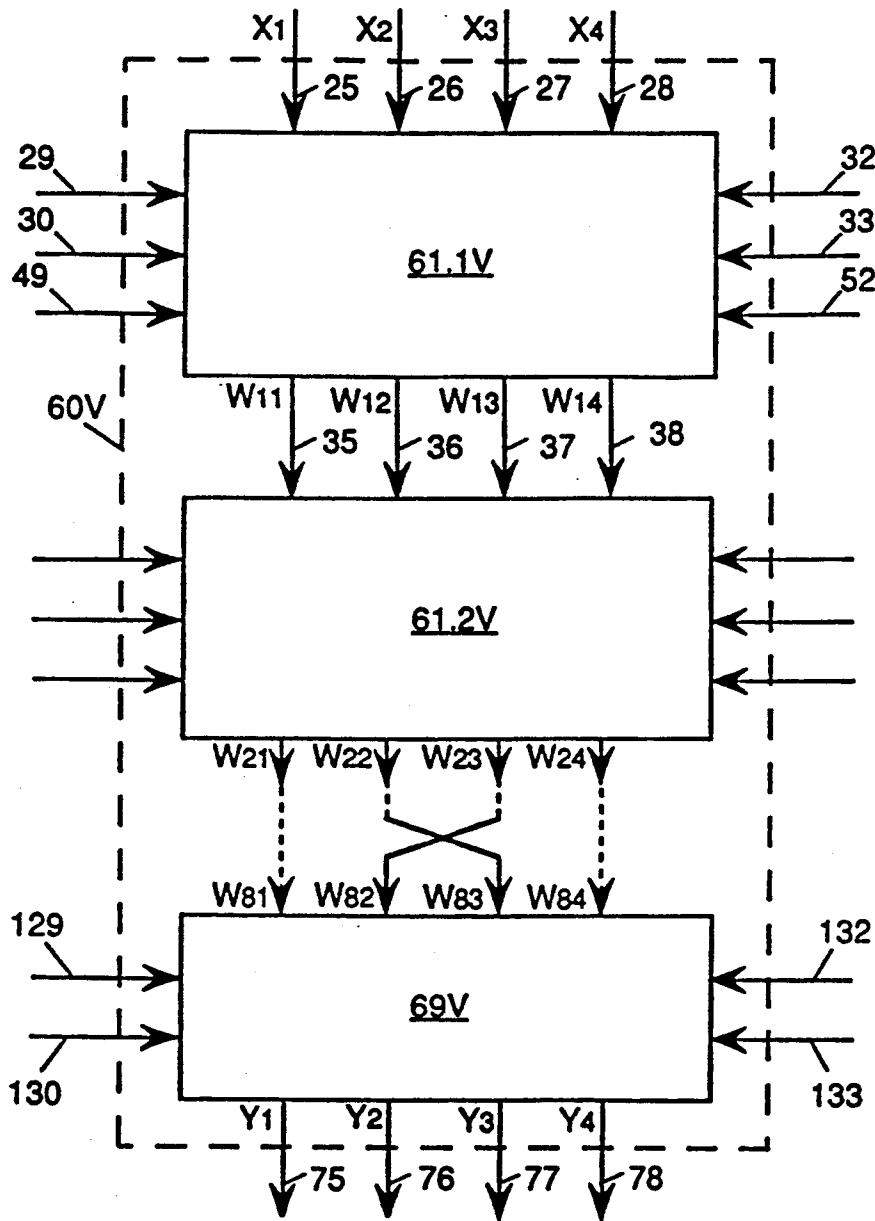 X1 X2 X3 X4
25 26 27 28
29 32
30 61.1V 33
49 52
60V W11 W12 W13 W14
35 36 37 38
61.2V
W21 W22 W23 W24
W81 W82 W83 W84
129 132
69V
130 133
Y1 Y2 Y3 Y4
75 76 77 78